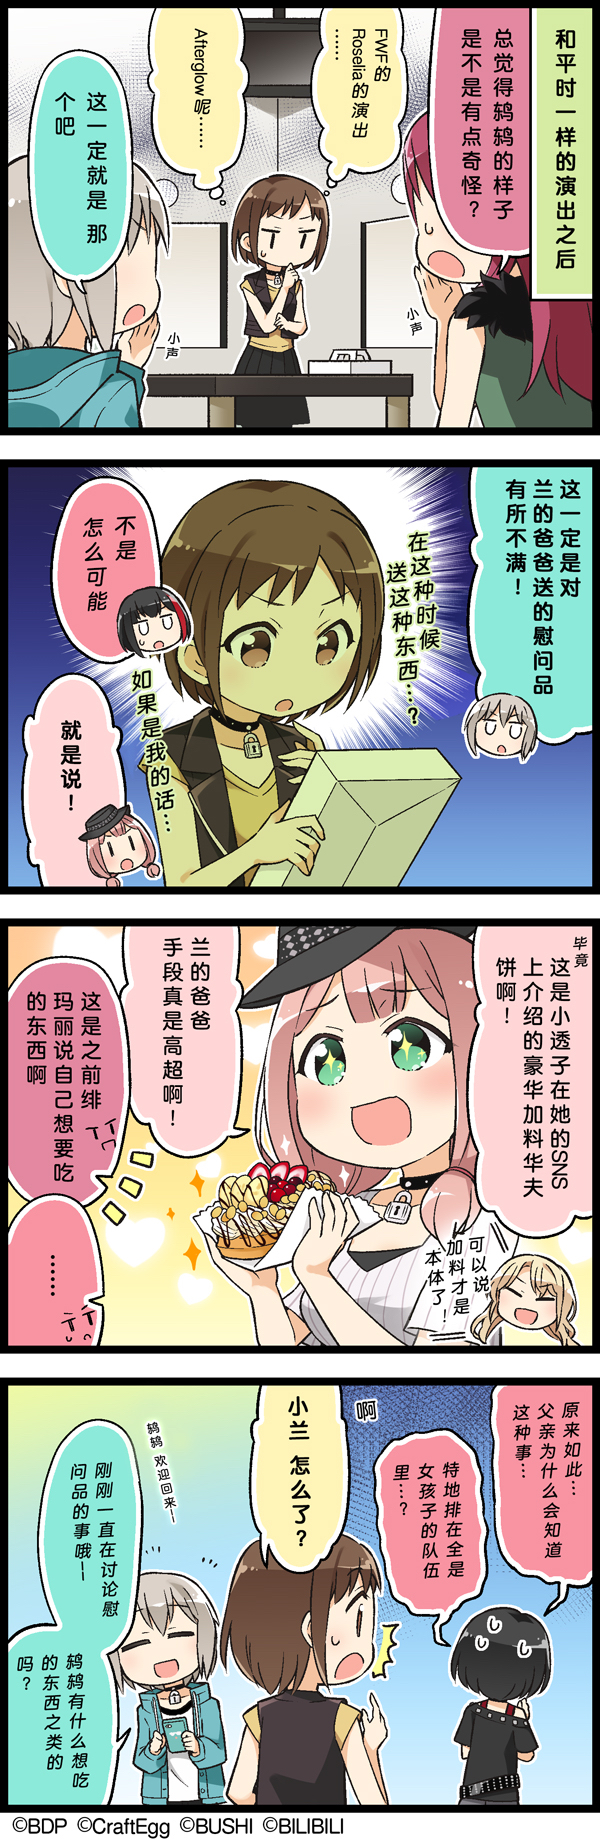 和平时一样的演出之后
总觉得鸫鸫的样子
是不是有点奇怪？
小声
FWF的
Roselia的演出
……
Afterglow呢……
这一定就是 那
个吧
小声
这一定是对
兰的爸爸送的慰问品
有所不满！
在这种时候
送这种东西…？
不是
怎么可能
如果是我的话…
就是说！
毕竟
这是小透子在她的SNS
上介绍的豪华加料华夫
饼啊！
可以说
加料才是
本体了！
兰的爸爸
手段真是高超啊！
这是之前绯
玛丽说自己想要吃
的东西啊
……
原来如此…
父亲为什么会知道
这种事…
特地排在全是
女孩子的队伍
里…？
啊
小兰 怎么了？
鸫鸫 欢迎回来—
刚刚一直在讨论慰
问品的事哦—
鸫鸫有什么想吃
的东西之类的
吗？
©BDP ©CraftEgg ©BUSHI ©BILIBILI